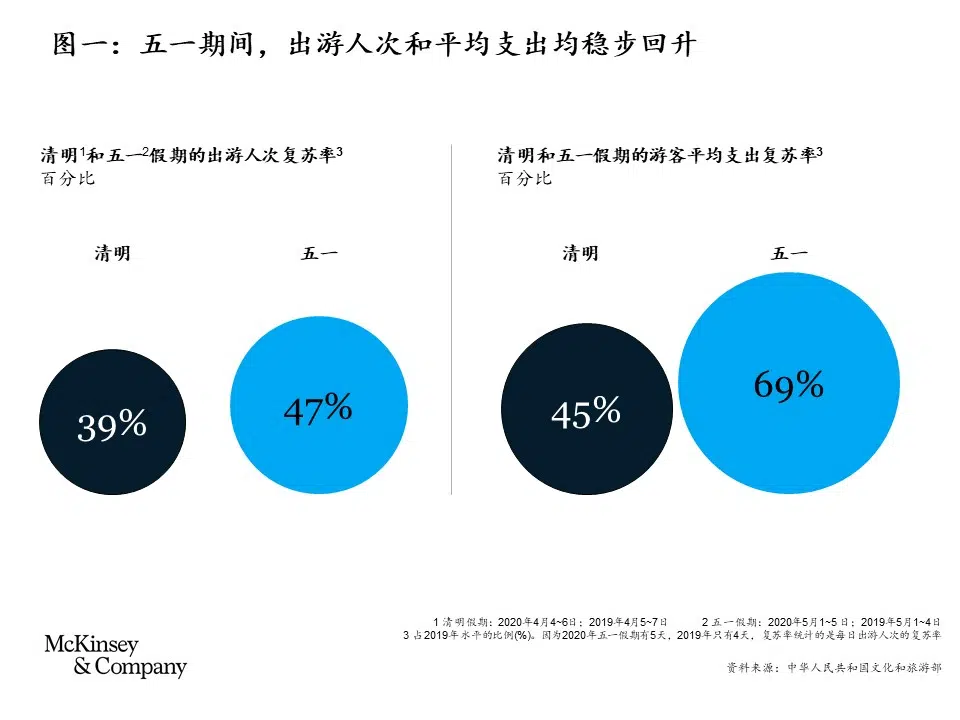 图一：五一期间，出游人次和平均支出均稳步回升
清明1和五一2假期的出游人次复苏率3
百分比
清明 五一
39% 47%
清明和五一假期的游客平均支出复苏率3
百分比
清明 五一
45% 69%
1 清明假期：2020年4月4~6日；2019年4月5~7日 2 五一假期：2020年5月1~5日；2019年5月1~4日
3 占2019年水平的比例(%)。因为2020年五一假期有5天，2019年只有4天，复苏率统计的是每日出游人次的复苏率
McKinsey
& Company
资料来源：中华人民共和国文化和旅游部